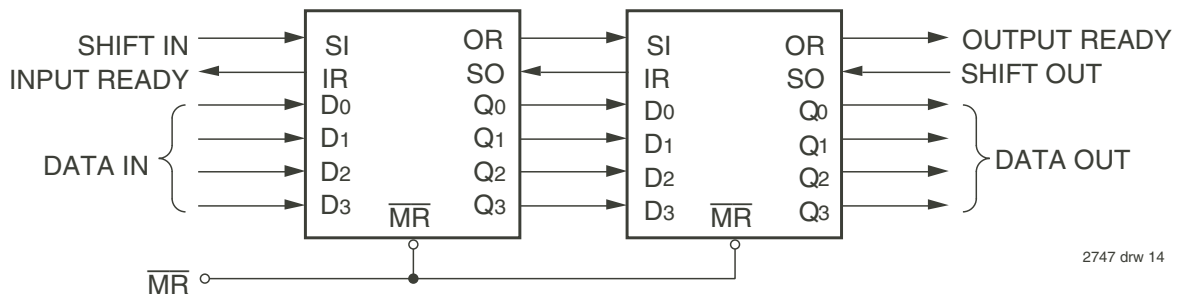 SHIFT IN SI OR SI OR OUTPUT READY
INPUT READY IR SO IR SO SHIFT OUT
D0 Q0 D0 Q0
D1 Q1 D1 Q1
DATA IN D2 Q2 D2 Q2 DATA OUT
D3 MR Q3 D3 MR Q3
2747 drw 14
MR